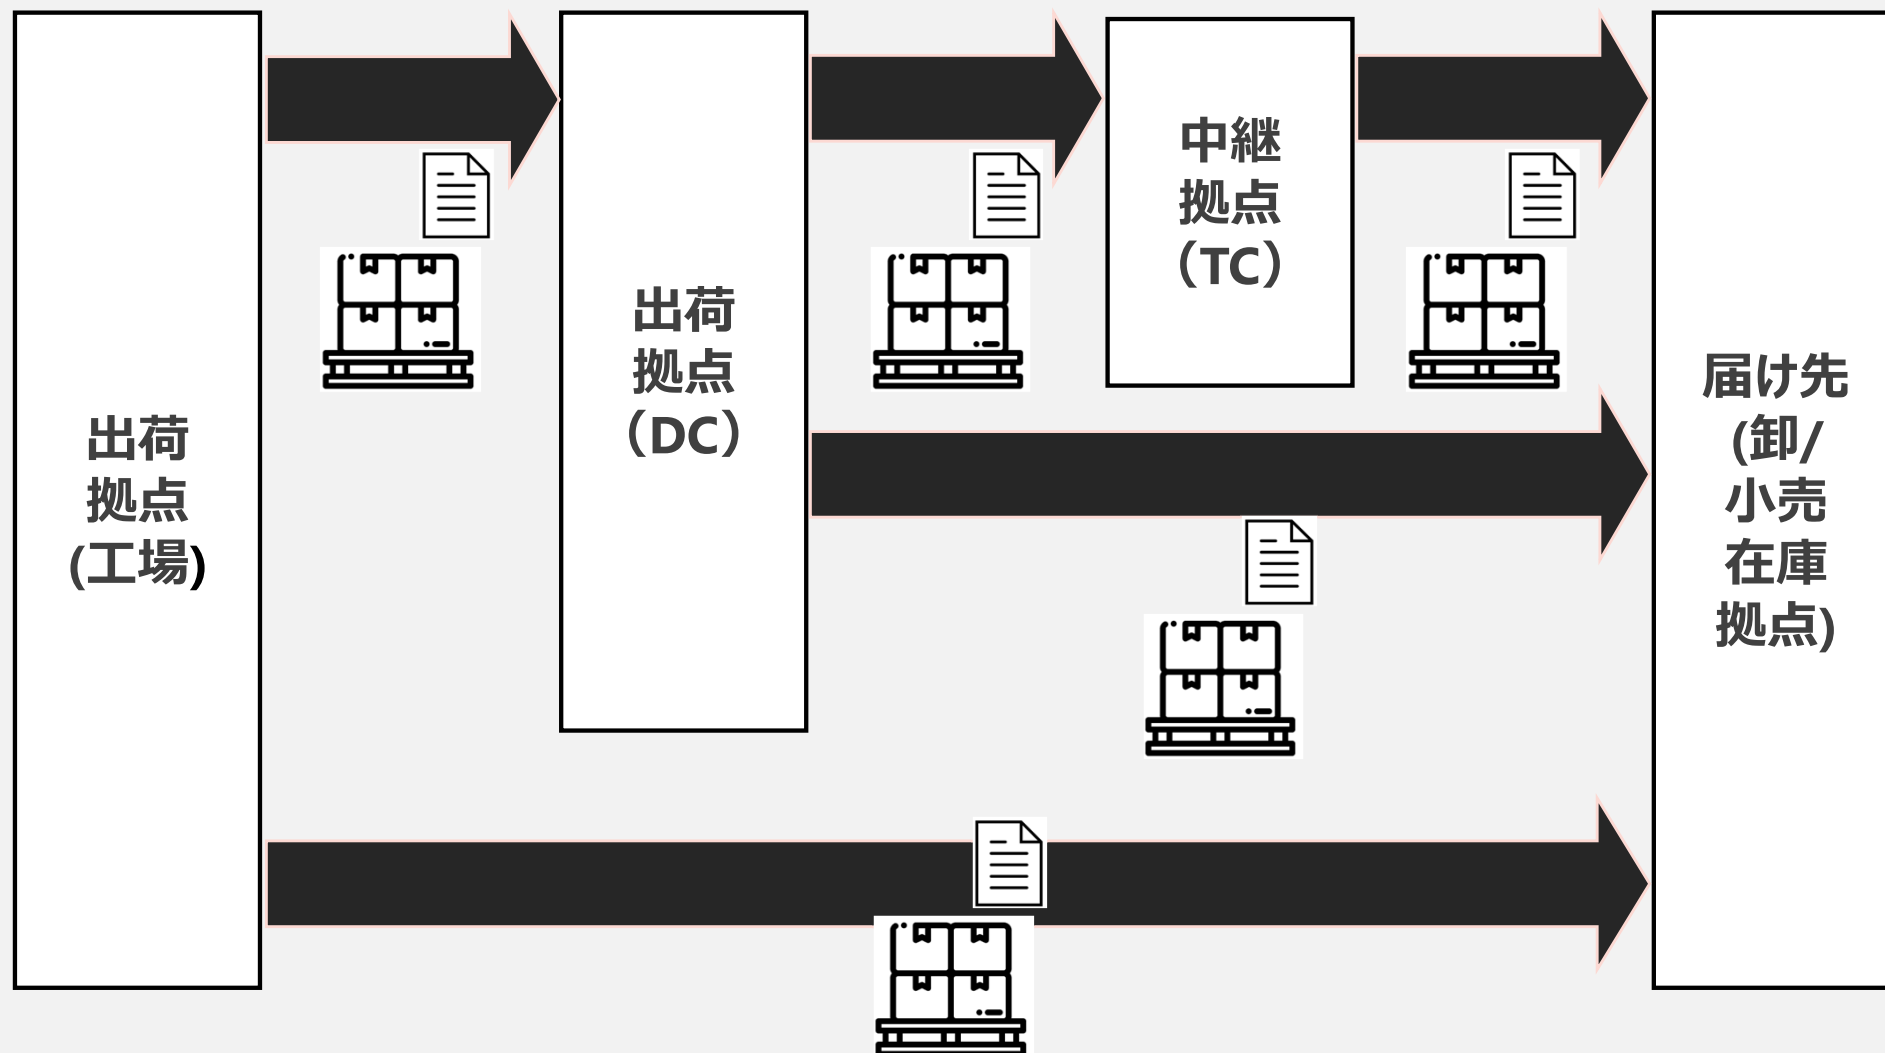 出荷
拠点
(工場)
出荷
拠点
（DC）
中継
拠点
（TC）
届け先
(卸/
小売
在庫
拠点)